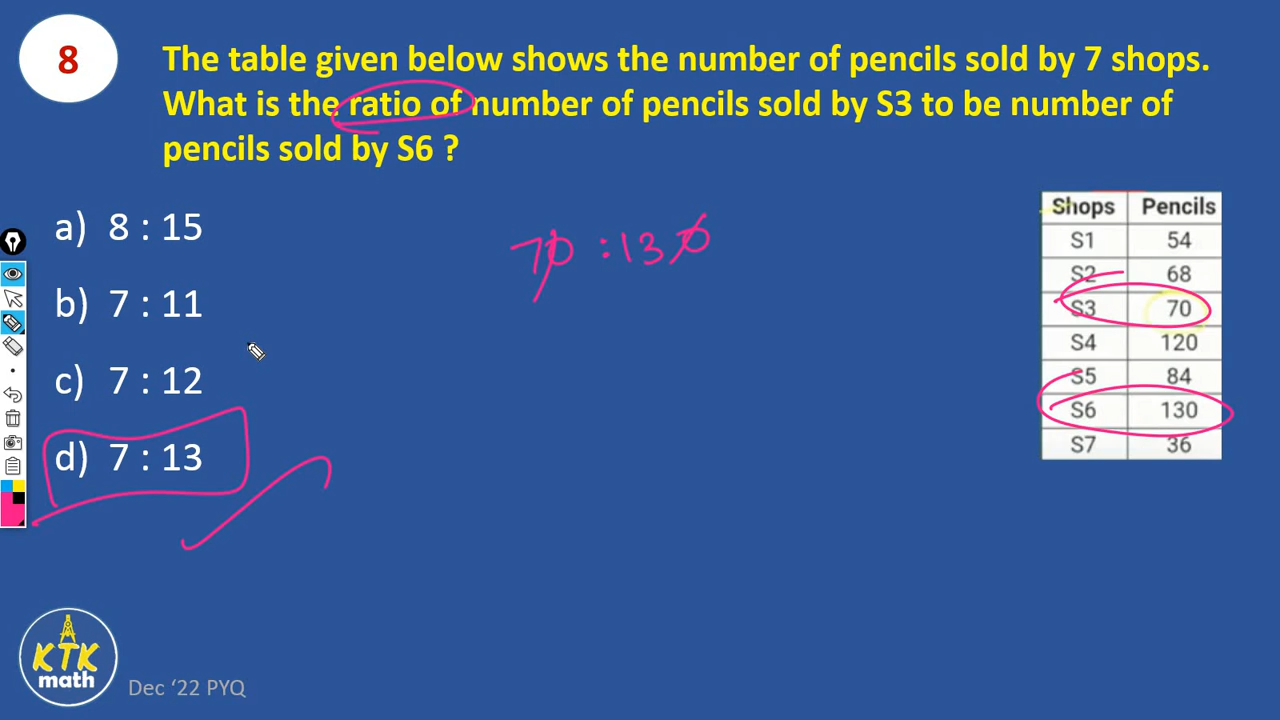 8
The table given below shows the number of pencils sold by 7 shops.
What is the ratio of number of pencils sold by S3 to be number of
pencils sold by S6 ?
a) 8 : 15
b) 7 : 11
c) 7 : 12
d) 7 : 13
70 : 130
Shops Pencils
S1 54
S2 68
S3 70
S4 120
S5 84
S6 130
S7 36
KTK
math
Dec ‘22 PYQ